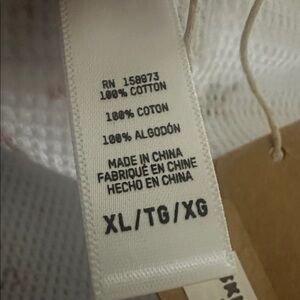 RN 158973
100% COTTON
100% COTON
100% ALGODÓN
MADE IN CHINA
FABRIQUÉ EN CHINE
HECHO EN CHINA
XL/TG/XG